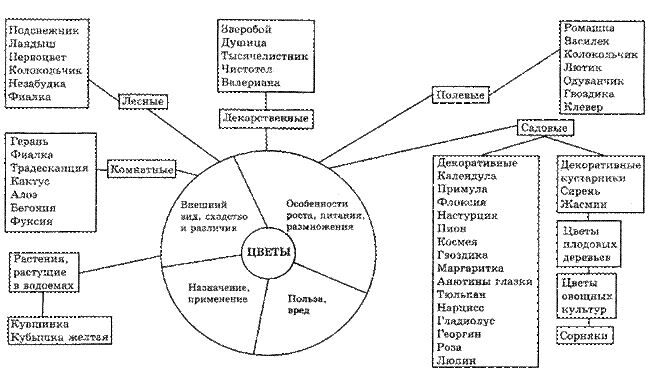 Подснежник
Ландыш
Первоцвет
Колокольчик
Незабудка
Фиалка
Лесные
Зверобой
Душица
Тысячелистник
Чистотел
Валериана
Лекарственные
Ромашка
Василек
Колокольчик
Лютик
Одуванчик
Гвоздика
Клевер
Полевые
Садовые
Герань
Фиалка
Традесканция
Кактус
Алоэ
Бегония
Фуксия
Комнатные
Внешний
вид, сходство
и различия
Особенности
роста, питания,
размножения
ЦВЕТЫ
Назначение,
применение
Польза,
вред
Растения,
растущие
в водоемах
Кувшинка
Кубышка желтая
Декоративные
Календула
Примула
Флоксия
Настурция
Пион
Космея
Гвоздика
Маргаритка
Анютины глазки
Тюльпан
Нарцисс
Гладиолус
Георгин
Роза
Люпин
Декоративные
кустарники
Сирень
Жасмин
Цветы
плодовых
деревьев
Цветы
овощных
культур
Сорняки